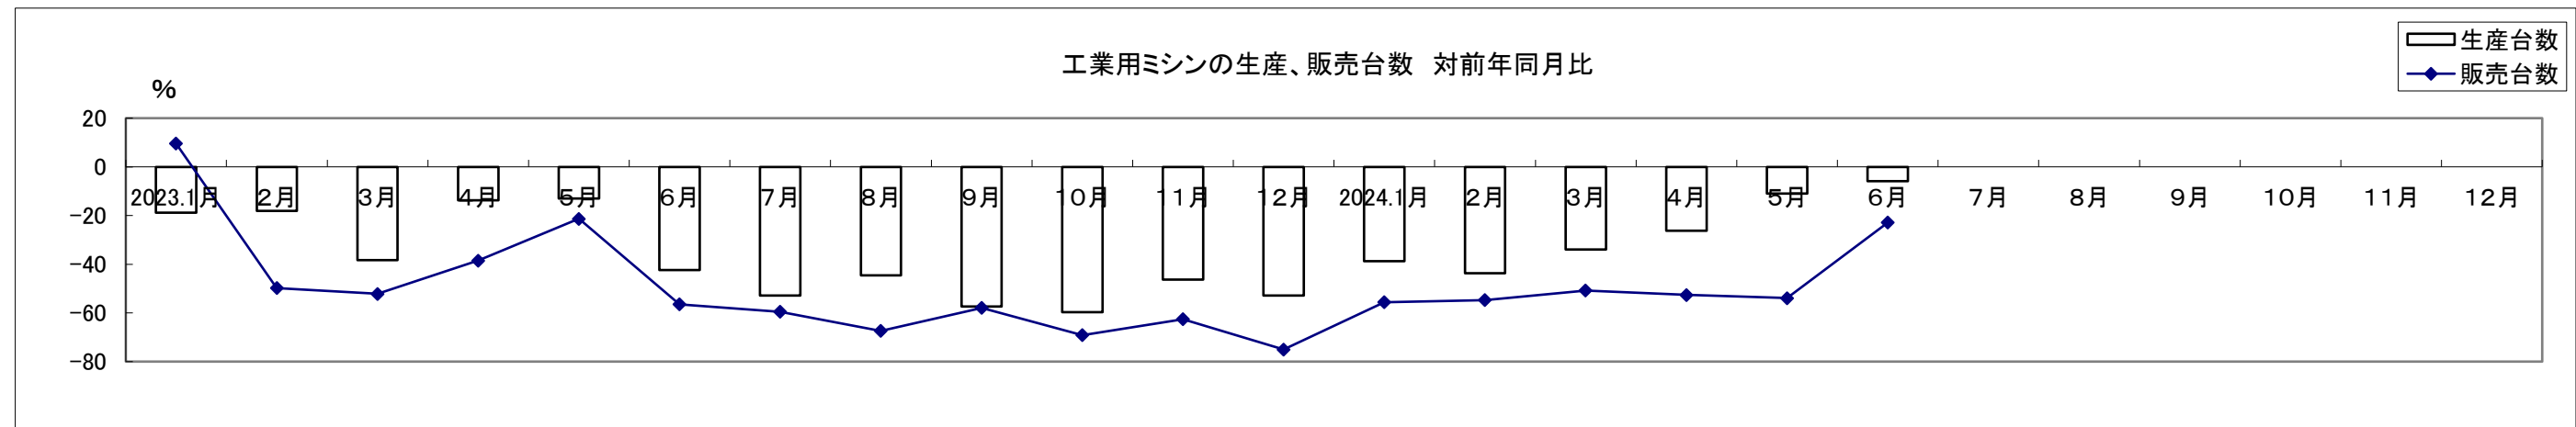 生産台数
販売台数
工業用ミシンの生産、販売台数　対前年同月比
%
20
0
-20
-40
-60
-80
2023.1月 2月 3月 4月 5月 6月 7月 8月 9月 10月 11月 12月 2024.1月 2月 3月 4月 5月 6月 7月 8月 9月 10月 11月 12月